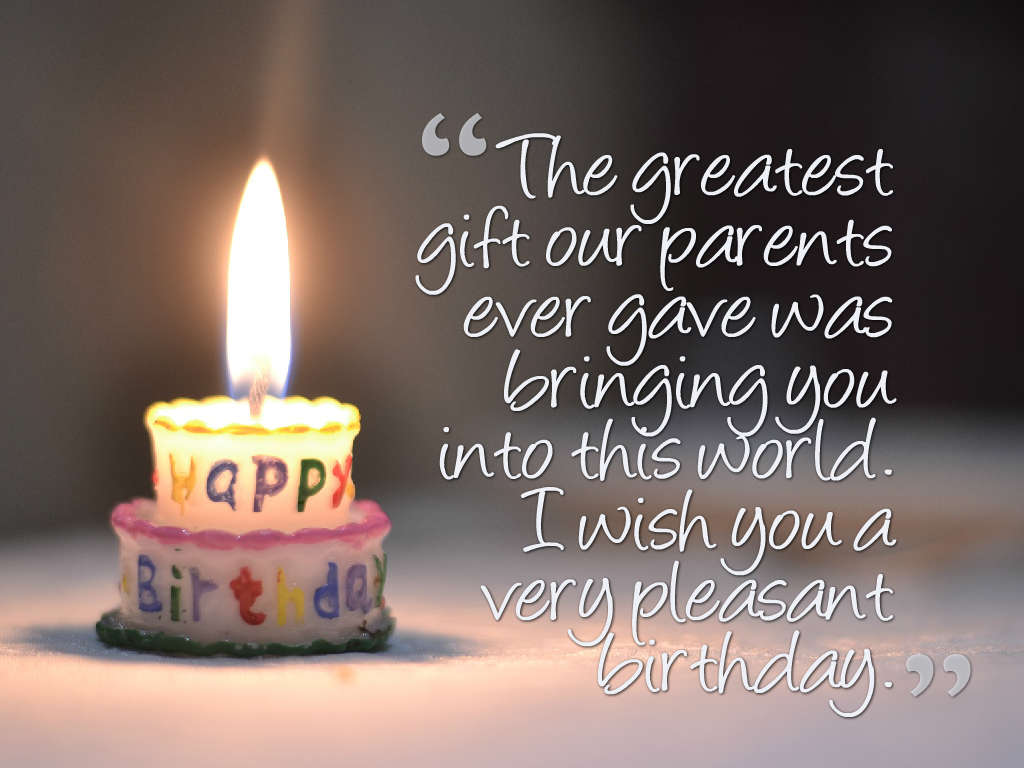 Happy
Birthday
“The greatest
gift our parents
ever gave was
bringing you
into this world.
I wish you a
very pleasant
birthday.”